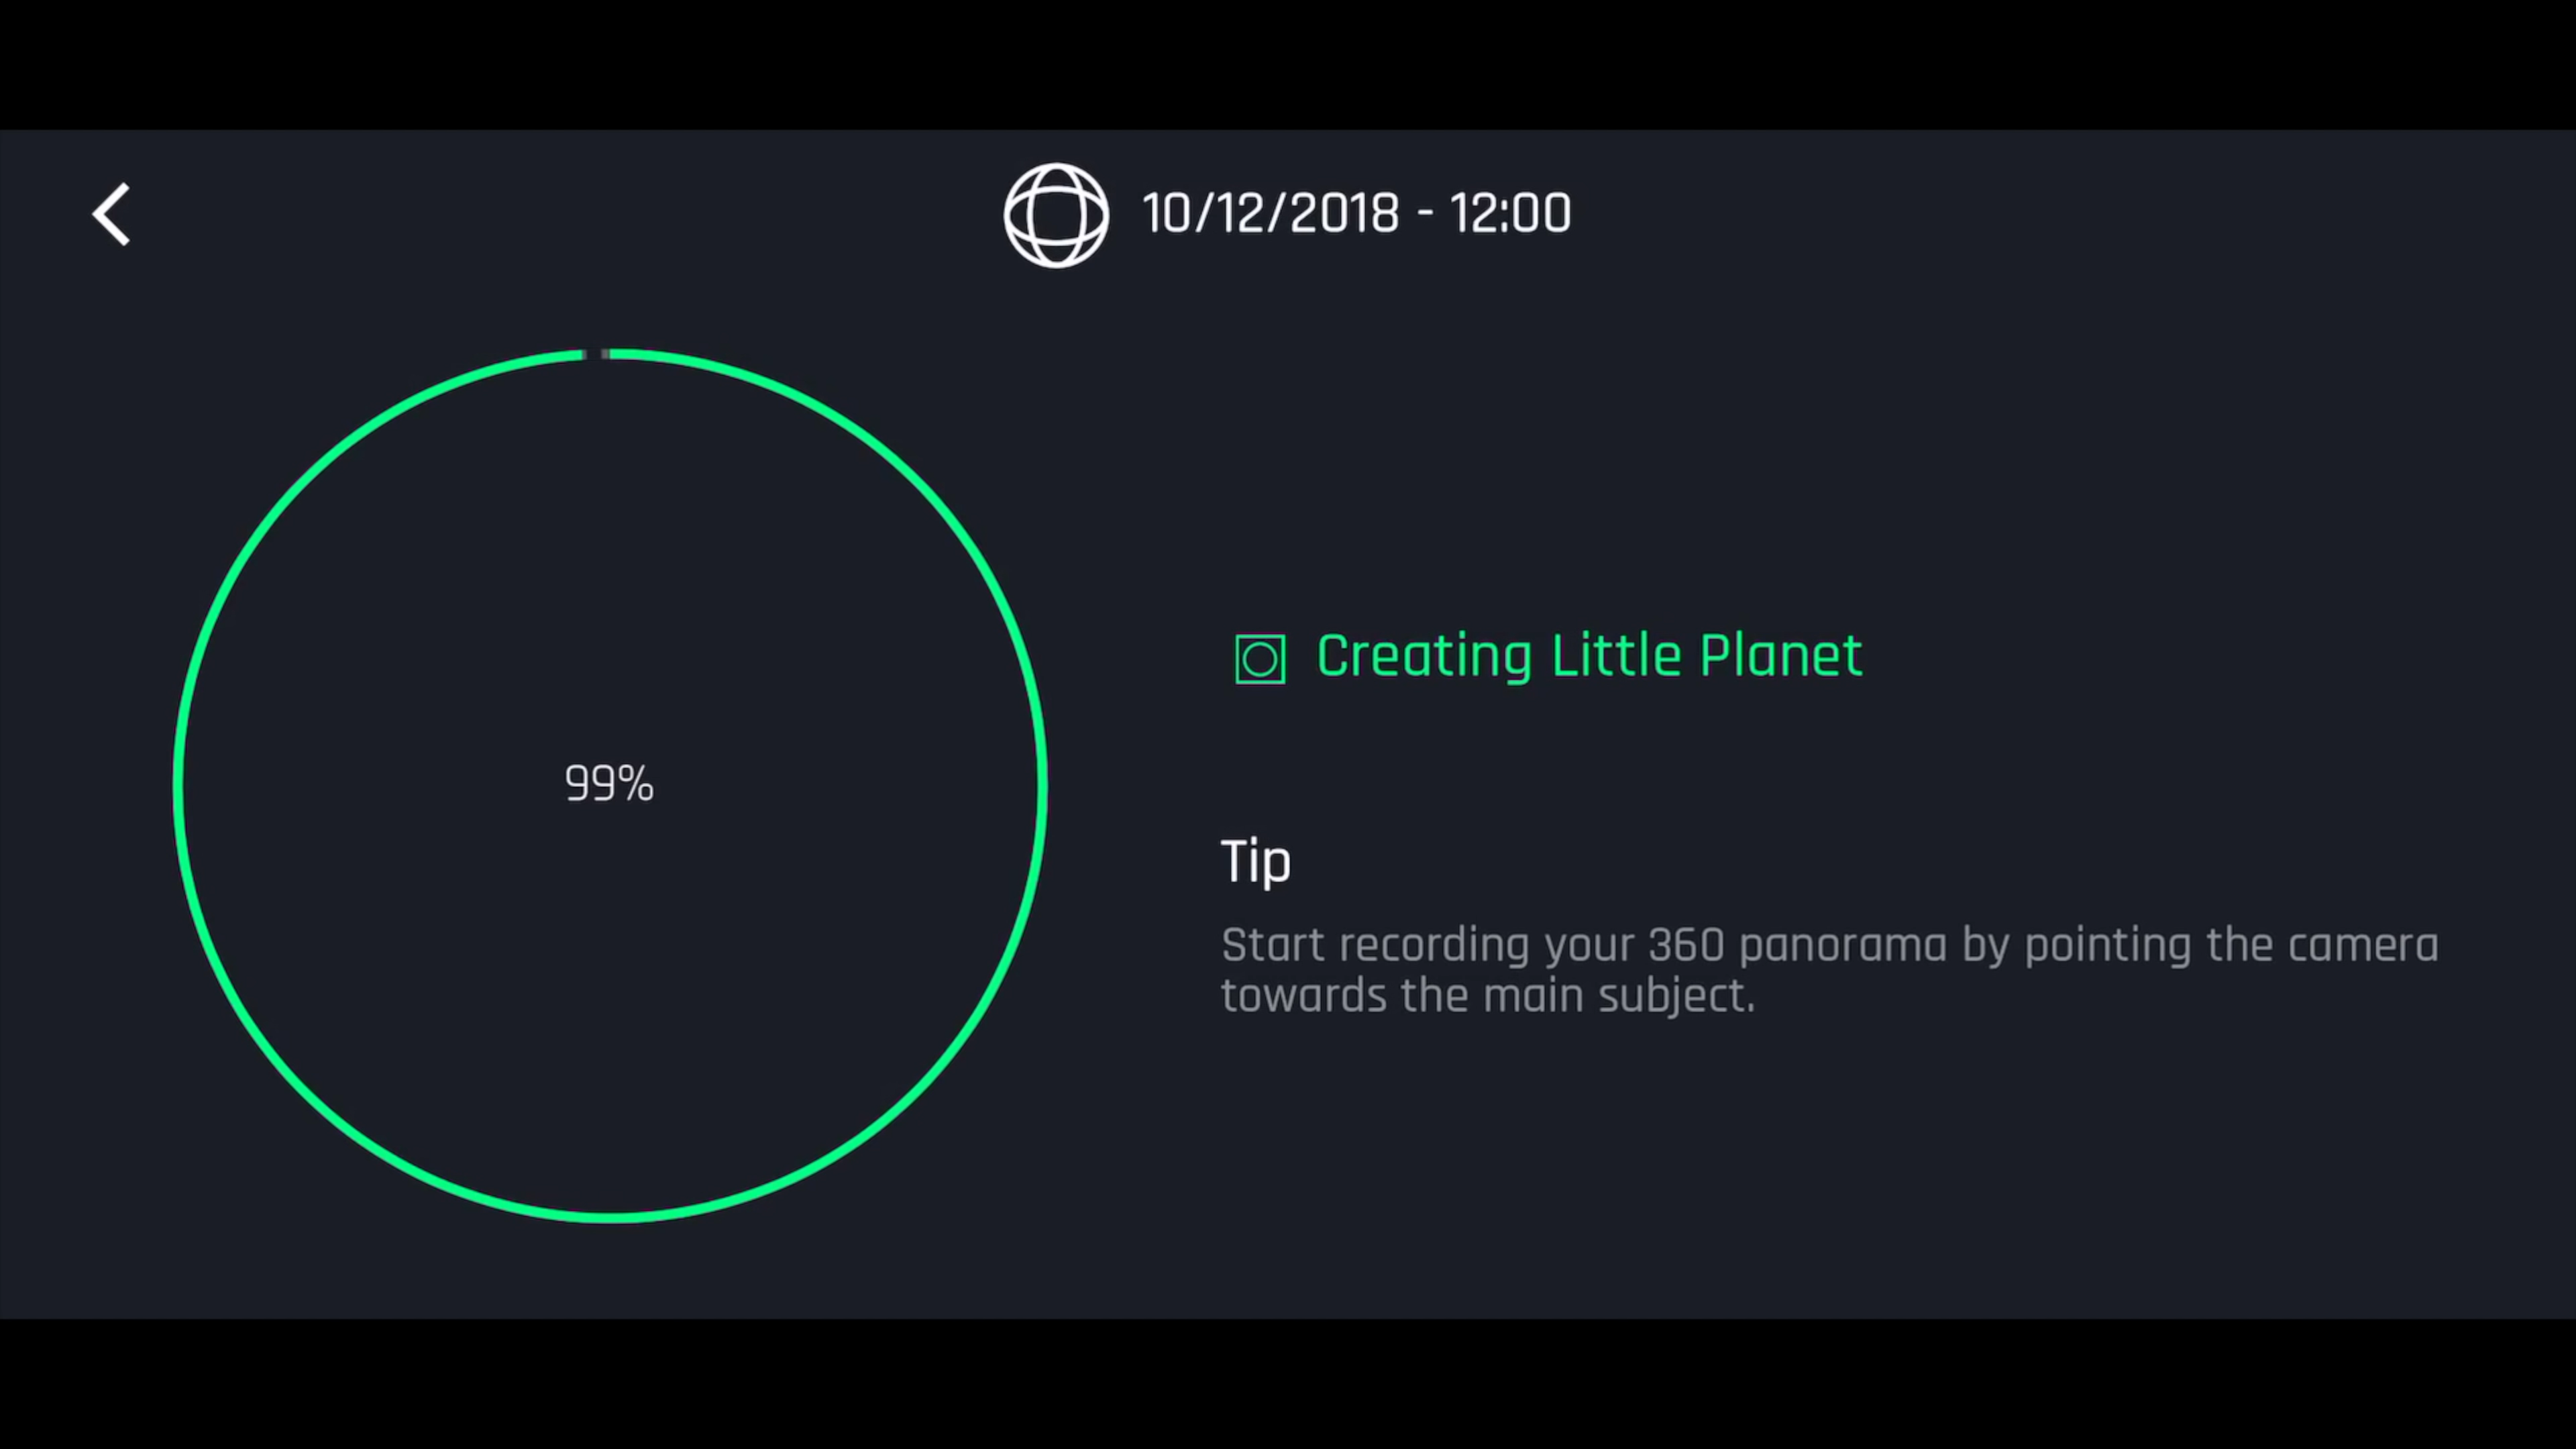 10/12/2018 - 12:00
99%
Creating Little Planet
Tip
Start recording your 360 panorama by pointing the camera
towards the main subject.